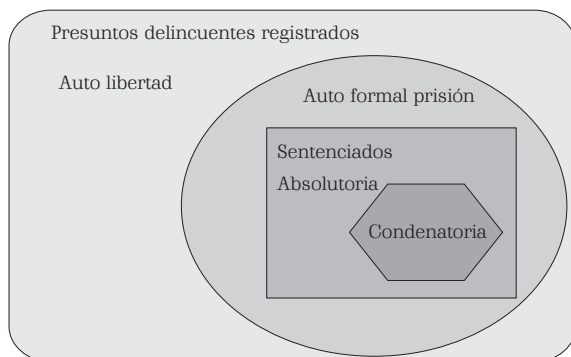 Presuntos delincuentes registrados
Auto libertad
Auto formal prisión
Sentenciados
Absolutoria
Condenatoria